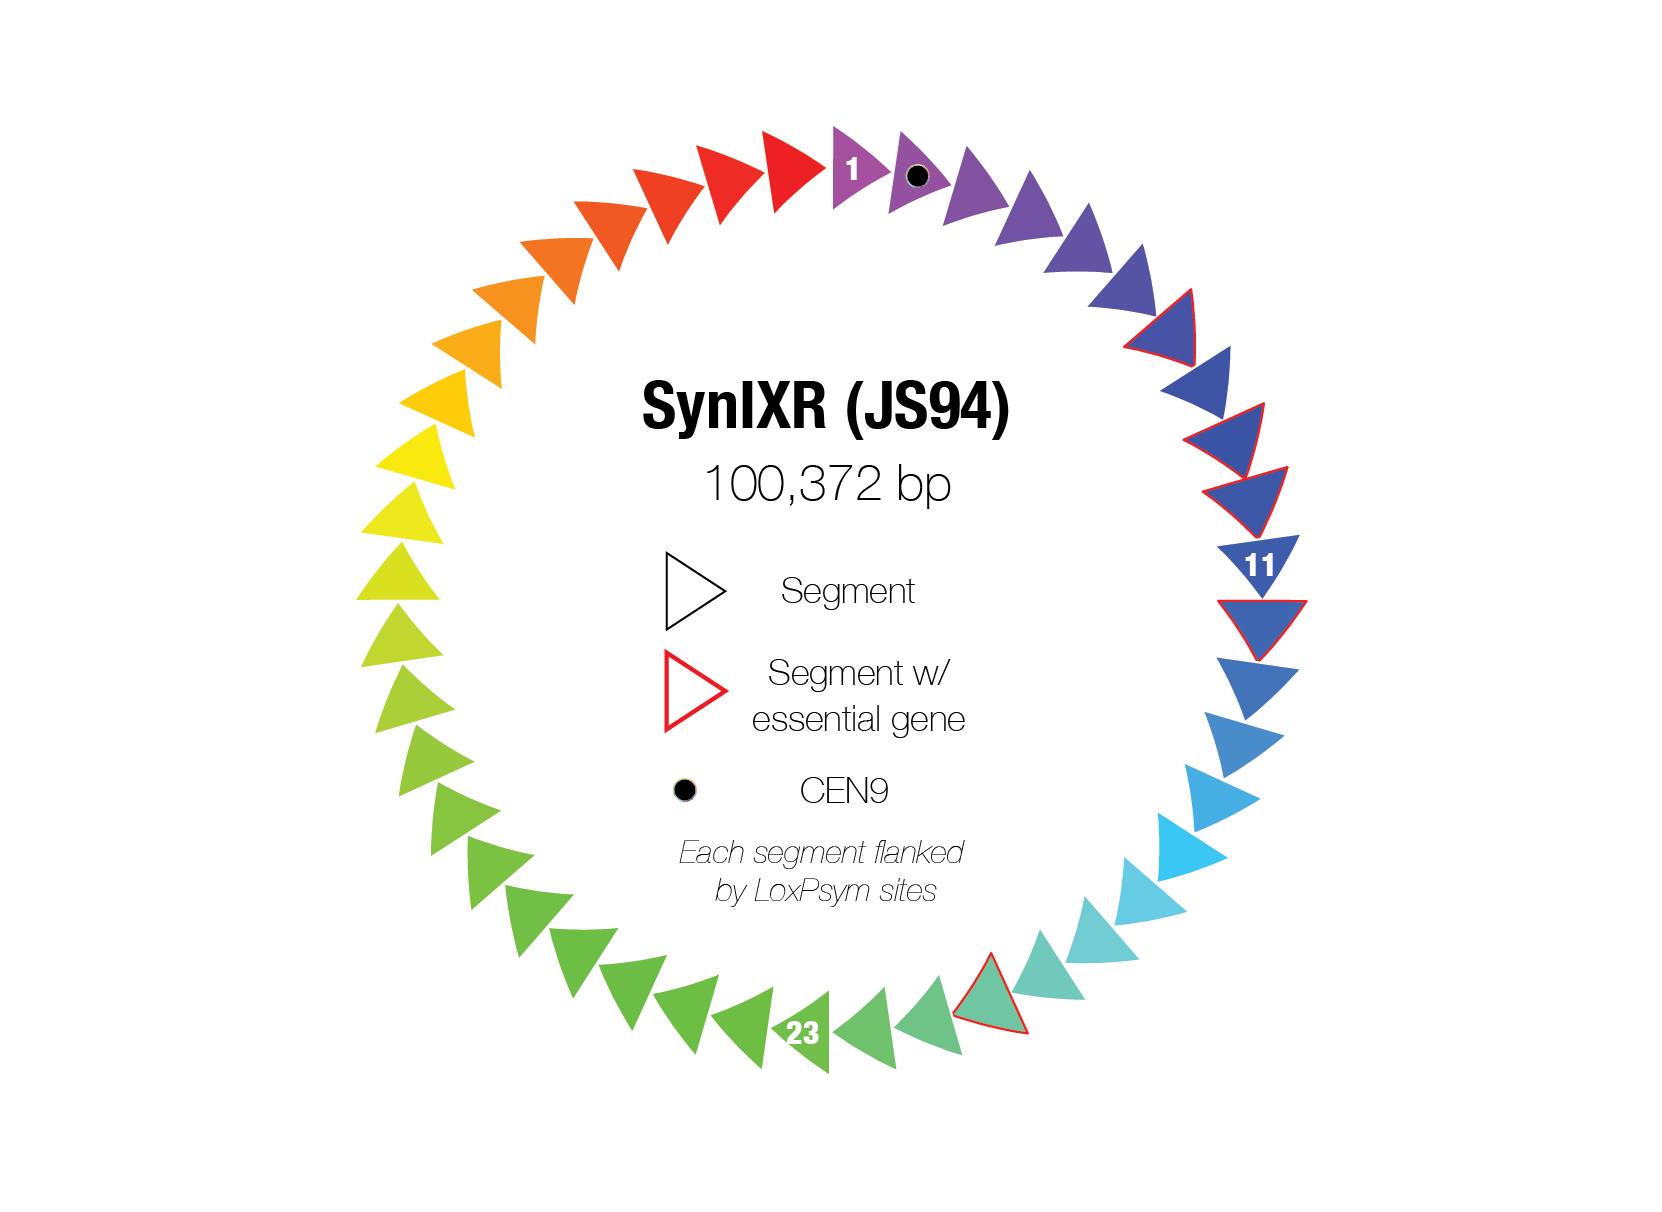 1
SynIXR (JS94)
100,372 bp
11
Segment
Segment w/
essential gene
CEN9
Each segment flanked
by LoxPsym sites
23